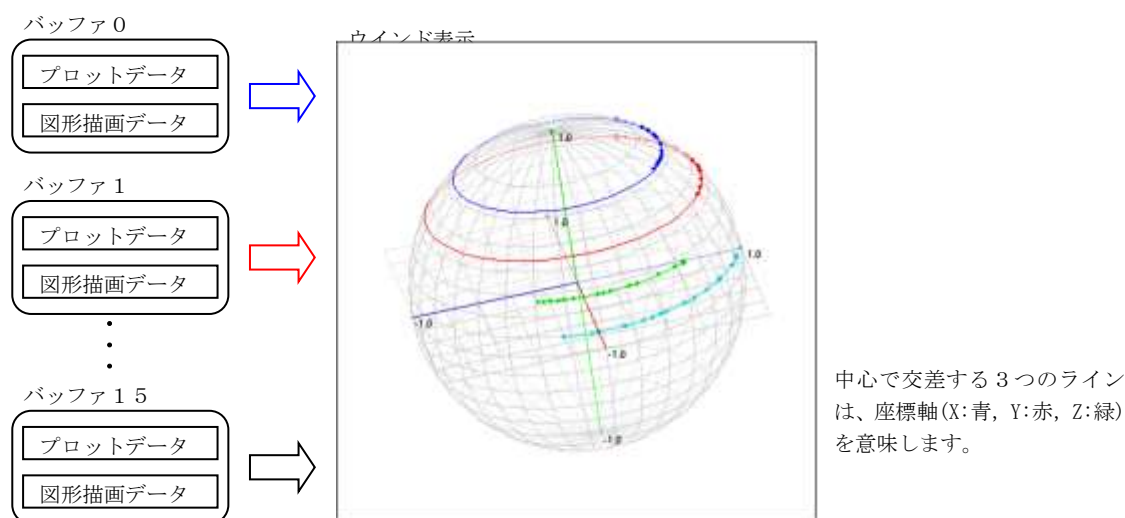 バッファ0
プロットデータ
図形描画データ
バッファ1
プロットデータ
図形描画データ
バッファ15
プロットデータ
図形描画データ
ウインド表示
1.0
1.0
1.0
-1.0
-1.0
-1.0
中心で交差する3つのライン
は、座標軸(X:青, Y:赤, Z:緑)
を意味します。